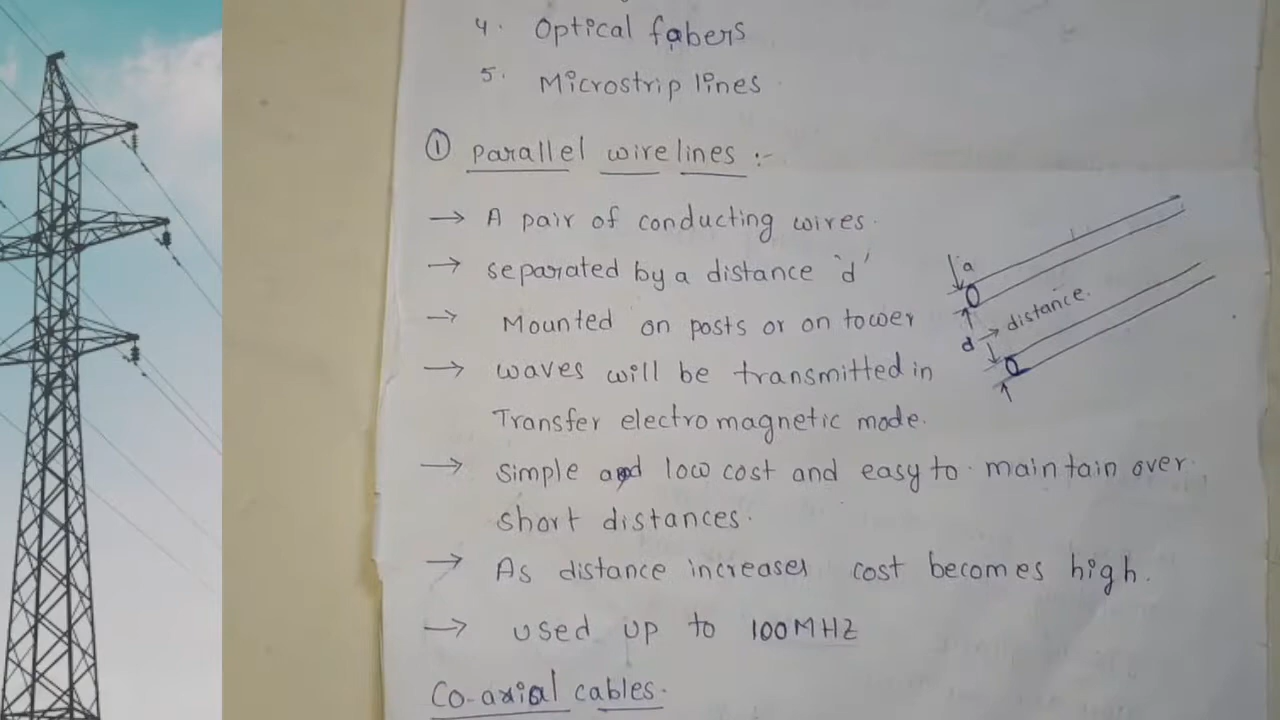 4. Optical fabers
5. Microstrip lines
① parallel wirelines :-
→ A pair of conducting wires.
→ separated by a distance 'd'
→ Mounted on posts or on tower
→ waves will be transmitted in
Transfer electromagnetic mode.
→ simple and low cost and easy to maintain over
short distances.
→ As distance increases cost becomes high.
→ used up to 100MHZ
Co-axial cables.
a
d → distance.